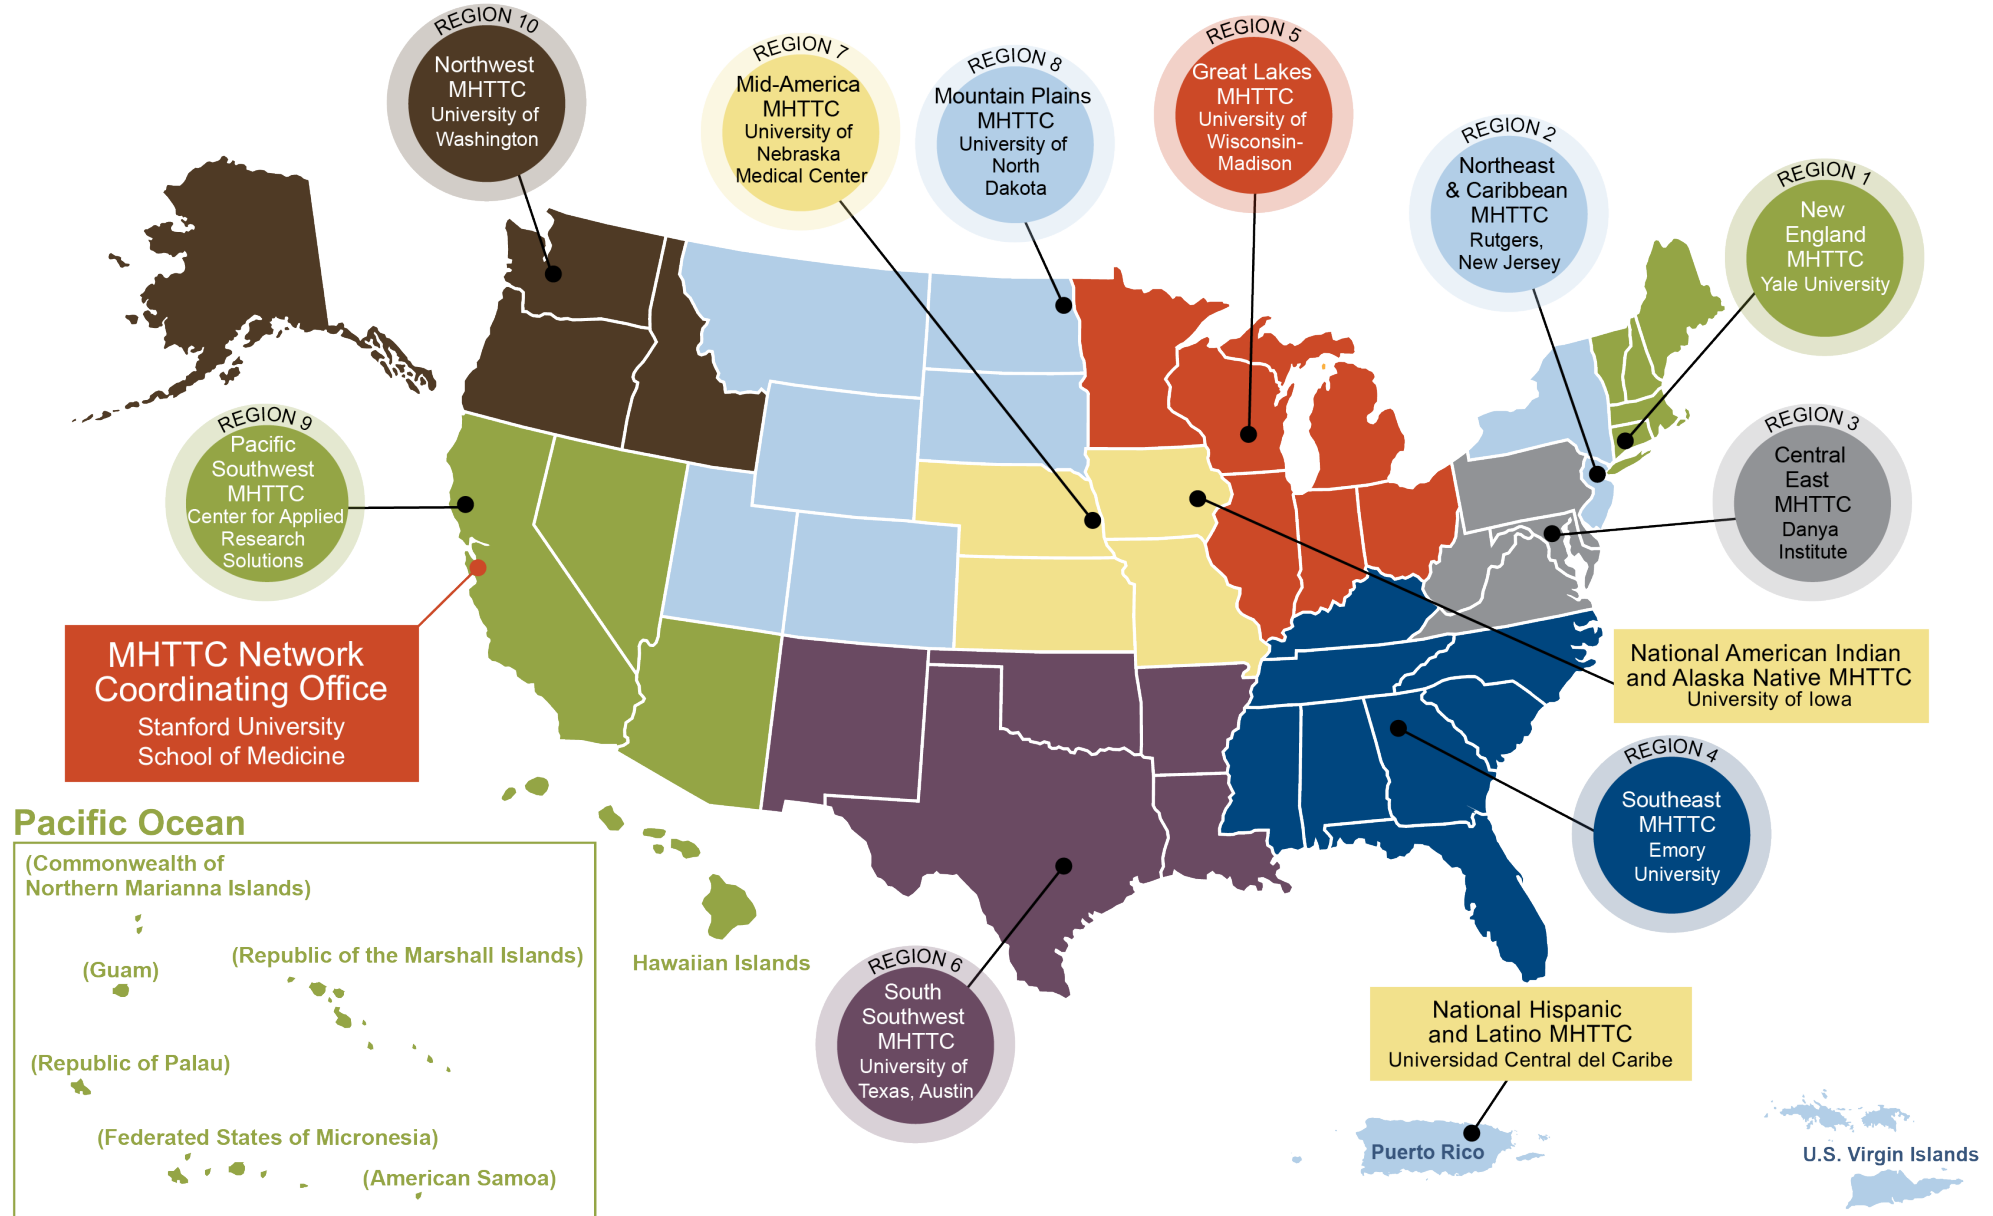 REGION 10
Northwest
MHTTC
University of
Washington
REGION 7
Mid-America
MHTTC
University of
Nebraska
Medical Center
REGION 8
Mountain Plains
MHTTC
University of
North
Dakota
REGION 5
Great Lakes
MHTTC
University of
Wisconsin-
Madison
REGION 2
Northeast
& Caribbean
MHTTC
Rutgers,
New Jersey
REGION 1
New
England
MHTTC
Yale University
REGION 9
Pacific
Southwest
MHTTC
Center for Applied
Research
Solutions
REGION 3
Central
East
MHTTC
Danya
Institute
MHTTC Network
Coordinating Office
Stanford University
School of Medicine
National American Indian
and Alaska Native MHTTC
University of Iowa
REGION 4
Southeast
MHTTC
Emory
University
Pacific Ocean
(Commonwealth of
Northern Marianna Islands)
(Guam)
(Republic of the Marshall Islands)
(Republic of Palau)
(Federated States of Micronesia)
(American Samoa)
Hawaiian Islands
REGION 6
South
Southwest
MHTTC
University of
Texas, Austin
National Hispanic
and Latino MHTTC
Universidad Central del Caribe
Puerto Rico
U.S. Virgin Islands